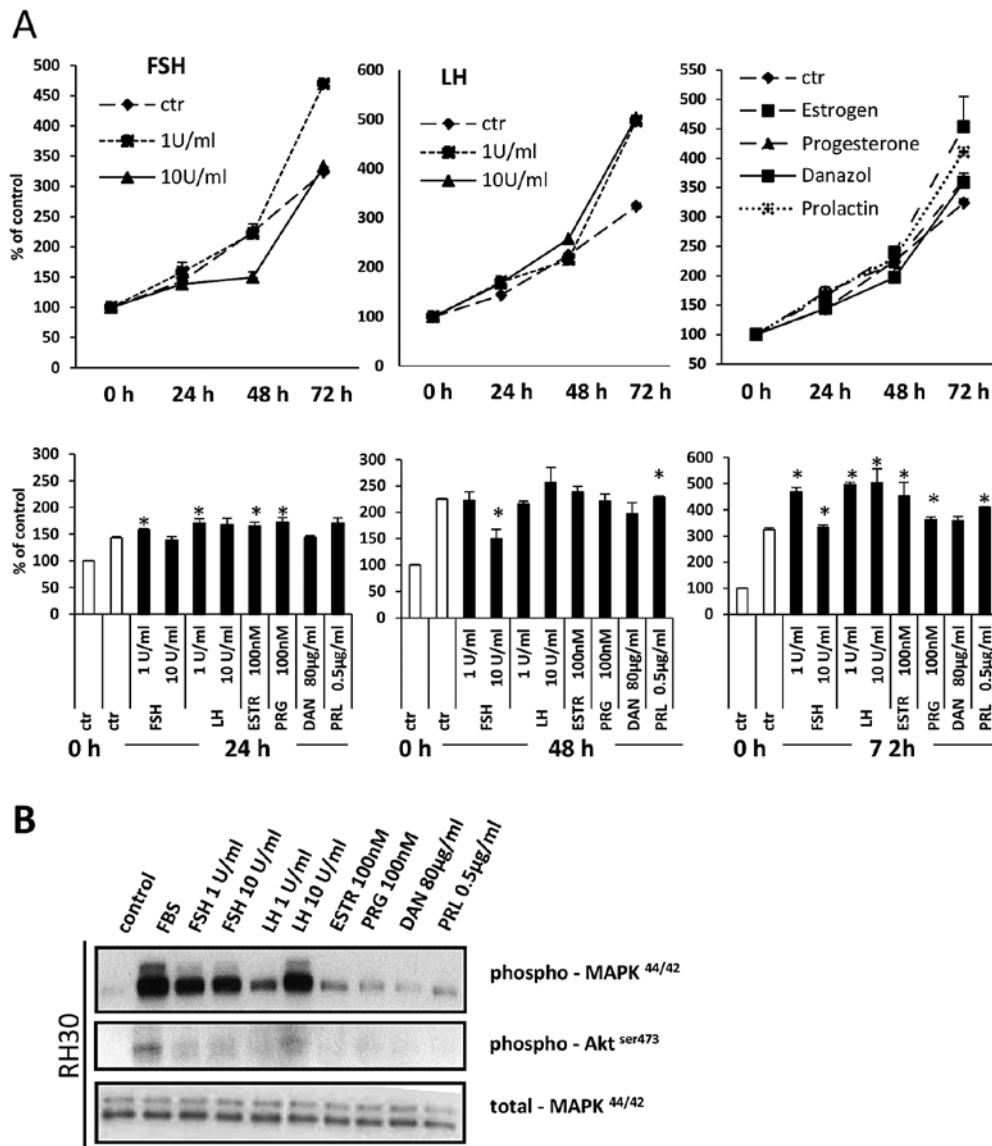 A
FSH
ctr
1U/ml
10U/ml
% of control
500
450
400
350
300
250
200
150
100
50
0
0 h 24 h 48 h 72 h
LH
ctr
1U/ml
10U/ml
600
500
400
300
200
100
0
0 h 24 h 48 h 72 h
ctr
Estrogen
Progesterone
Danazol
Prolactin
550
500
450
400
350
300
250
200
150
100
50
0 h 24 h 48 h 72 h
% of control
300
250
200
150
100
50
0
* * * *
ctr
ctr
1 U/ml
10 U/ml
1 U/ml
10 U/ml
100nM
100nM
80µg/ml
0.5µg/ml
FSH
LH
ESTR
PRG
DAN
PRL
0 h 24 h
300
250
200
150
100
50
0
* *
ctr
ctr
1 U/ml
10 U/ml
1 U/ml
10 U/ml
100nM
100nM
80µg/ml
0.5µg/ml
FSH
LH
ESTR
PRG
DAN
PRL
0 h 48 h
600
500
400
300
200
100
0
* * * * * * *
ctr
ctr
1 U/ml
10 U/ml
1 U/ml
10 U/ml
100nM
100nM
80µg/ml
0.5µg/ml
FSH
LH
ESTR
PRG
DAN
PRL
0 h 7 2h
B
control
FBS
FSH 1 U/ml
FSH 10 U/ml
LH 1 U/ml
LH 10 U/ml
ESTR 100nM
PRG 100nM
DAN 80µg/ml
PRL 0.5µg/ml
RH30
phospho - MAPK 44/42
phospho - Akt ser473
total - MAPK 44/42